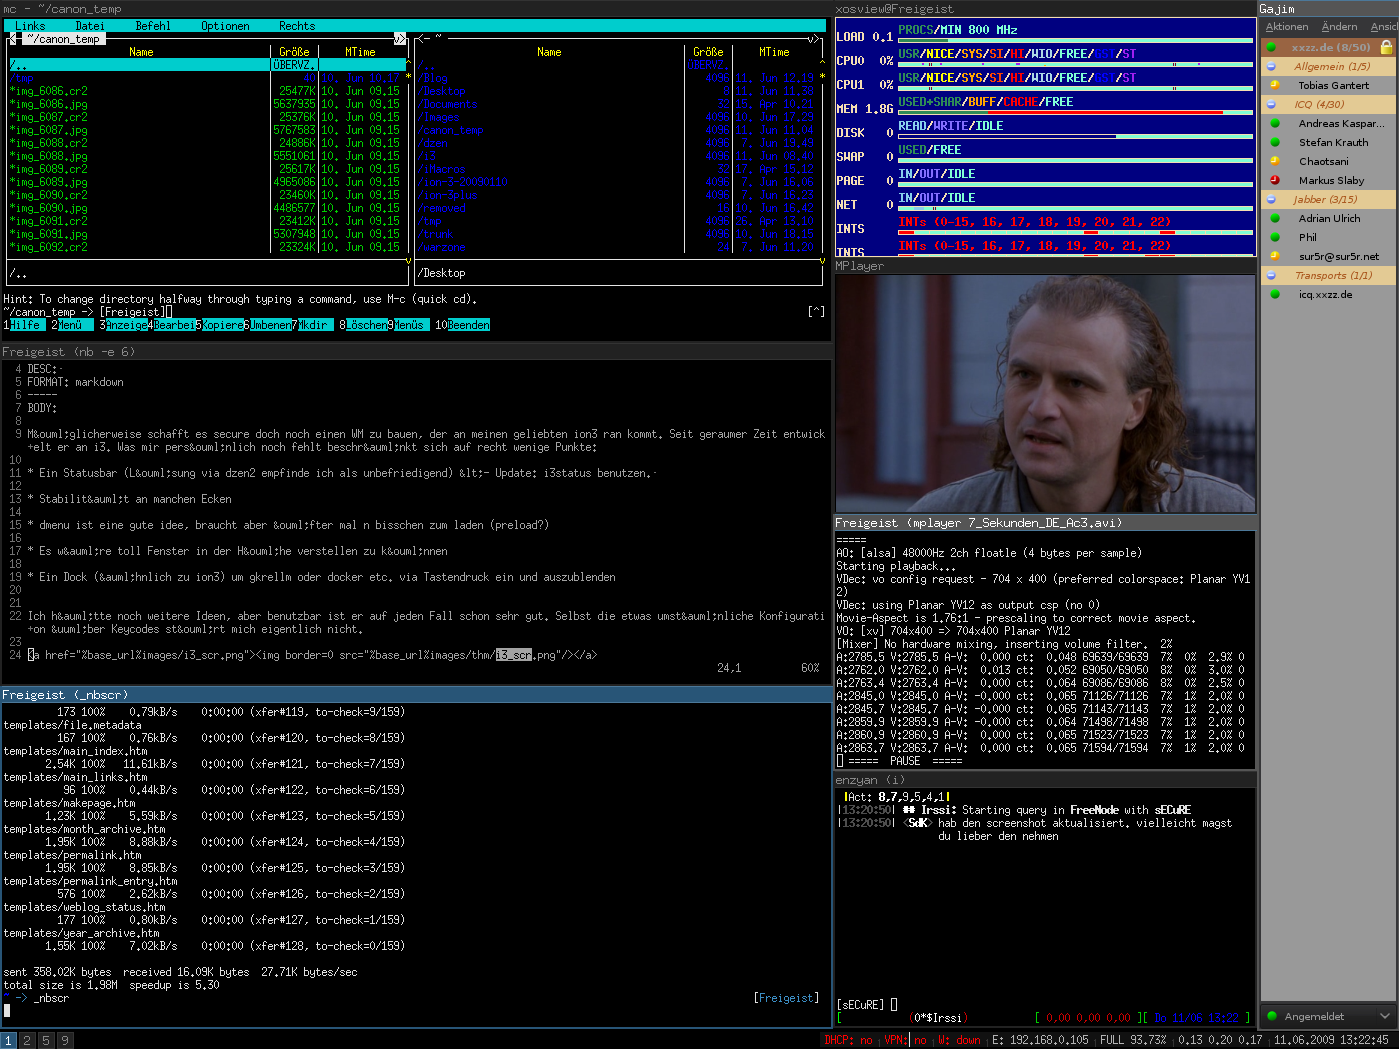 mc - ~/canon_temp
Links Datei Befehl Optionen Rechts
~/canon_temp
Name Größe MTime
/.. ÜBERVZ.
/tmp 40 10. Jun 10.17
*img_6086.cr2 25477K 10. Jun 09.15
*img_6086.jpg 5637935 10. Jun 09.15
*img_6087.cr2 25376K 10. Jun 09.15
*img_6087.jpg 5767583 10. Jun 09.15
*img_6088.cr2 24886K 10. Jun 09.15
*img_6088.jpg 5551061 10. Jun 09.15
*img_6089.cr2 25617K 10. Jun 09.15
*img_6089.jpg 4965086 10. Jun 09.15
*img_6090.cr2 23460K 10. Jun 09.15
*img_6090.jpg 4486577 10. Jun 09.15
*img_6091.cr2 23412K 10. Jun 09.15
*img_6091.jpg 5307948 10. Jun 09.15
*img_6092.cr2 23324K 10. Jun 09.15
/..
<- ~ v>
Name Größe MTime
/.. ÜBERVZ.
/Blog 4096 11. Jun 12.19
/Desktop 8 11. Jun 11.38
/Documents 32 15. Apr 10.21
/Images 4096 10. Jun 17.29
/canon_temp 4096 11. Jun 11.04
/dzen 4096 7. Jun 19.49
/i3 4096 11. Jun 08.40
/iMacros 32 17. Apr 15.12
/ion-3-20090110 4096 7. Jun 16.06
/ion-3plus 4096 7. Jun 16.23
/removed 16 10. Jun 16.42
/tmp 4096 26. Apr 13.10
/trunk 4096 10. Jun 18.15
/warzone 24 7. Jun 11.20
/Desktop
Hint: To change directory halfway through typing a command, use M-c (quick cd).
~/canon_temp -> [Freigeist] [^]
1Hilfe 2Menü 3Anzeige4Bearbei5Kopiere6Umbenen7Mkdir 8Löschen9Menüs 10Beenden
Freigeist (nb -e 6)
4 DESC:-
5 FORMAT: markdown
6 -----
7 BODY:
8
9 M&ouml;glicherweise schafft es secure doch noch einen WM zu bauen, der an meinen geliebten ion3 ran kommt. Seit geraumer Zeit entwick
+elt er an i3. Was mir pers&ouml;nlich noch fehlt beschr&auml;nkt sich auf recht wenige Punkte:
10
11 * Ein Statusbar (L&ouml;sung via dzen2 empfinde ich als unbefriedigend) &lt;- Update: i3status benutzen.-
12
13 * Stabilit&auml;t an manchen Ecken
14
15 * dmenu ist eine gute idee, braucht aber &ouml;fter mal n bisschen zum laden (preload?)
16
17 * Es w&auml;re toll Fenster in der H&ouml;he verstellen zu k&ouml;nnen
18
19 * Ein Dock (&auml;hnlich zu ion3) um gkrellm oder docker etc. via Tastendruck ein und auszublenden
20
21
22 Ich h&auml;tte noch weitere Ideen, aber benutzbar ist er auf jeden Fall schon sehr gut. Selbst die etwas umst&auml;nliche Konfigurati
+on &uuml;ber Keycodes st&ouml;rt mich eigentlich nicht.
23
24 <a href="%base_url%images/i3_scr.png"><img border=0 src="%base_url%images/thm/i3_scr.png"/></a>
24,1 60%
Freigeist (_nbscr)
173 100% 0.79kB/s 0:00:00 (xfer#119, to-check=9/159)
templates/file.metadata
167 100% 0.76kB/s 0:00:00 (xfer#120, to-check=8/159)
templates/main_index.htm
2.54K 100% 11.61kB/s 0:00:00 (xfer#121, to-check=7/159)
templates/main_links.htm
96 100% 0.44kB/s 0:00:00 (xfer#122, to-check=6/159)
templates/makepage.htm
1.23K 100% 5.59kB/s 0:00:00 (xfer#123, to-check=5/159)
templates/month_archive.htm
1.95K 100% 8.88kB/s 0:00:00 (xfer#124, to-check=4/159)
templates/permalink.htm
1.95K 100% 8.85kB/s 0:00:00 (xfer#125, to-check=3/159)
templates/permalink_entry.htm
576 100% 2.62kB/s 0:00:00 (xfer#126, to-check=2/159)
templates/weblog_status.htm
177 100% 0.80kB/s 0:00:00 (xfer#127, to-check=1/159)
templates/year_archive.htm
1.55K 100% 7.02kB/s 0:00:00 (xfer#128, to-check=0/159)
sent 358.02K bytes received 16.09K bytes 27.71K bytes/sec
total size is 1.98M speedup is 5.30
~ -> _nbscr [Freigeist]
xosview@Freigeist
PROCS/MIN 800 MHz
LOAD 0.1
USR/NICE/SYS/SI/HI/WIO/FREE/GST/ST
CPU0 0%
USR/NICE/SYS/SI/HI/WIO/FREE/GST/ST
CPU1 0%
USED+SHAR/BUFF/CACHE/FREE
MEM 1.8G
READ/WRITE/IDLE
DISK 0
USED/FREE
SWAP 0
IN/OUT/IDLE
PAGE 0
IN/OUT/IDLE
NET 0
INTs (0-15, 16, 17, 18, 19, 20, 21, 22)
INTS
INTs (0-15, 16, 17, 18, 19, 20, 21, 22)
INTS
MPlayer
Freigeist (mplayer 7_Sekunden_DE_Ac3.avi)
=====
AO: [alsa] 48000Hz 2ch floatle (4 bytes per sample)
Starting playback...
VDec: vo config request - 704 x 400 (preferred colorspace: Planar YV1
2)
VDec: using Planar YV12 as output csp (no 0)
Movie-Aspect is 1.76:1 - prescaling to correct movie aspect.
VO: [xv] 704x400 => 704x400 Planar YV12
[Mixer] No hardware mixing, inserting volume filter. 2%
A:2785.5 V:2785.5 A-V: 0.000 ct: 0.048 69639/69639 7% 0% 2.9% 0
A:2762.0 V:2762.0 A-V: 0.013 ct: 0.052 69050/69050 8% 0% 3.0% 0
A:2763.4 V:2763.4 A-V: 0.000 ct: 0.064 69086/69086 8% 0% 2.5% 0
A:2845.0 V:2845.0 A-V: -0.000 ct: 0.065 71126/71126 7% 1% 2.0% 0
A:2845.7 V:2845.7 A-V: -0.000 ct: 0.065 71143/71143 7% 1% 2.0% 0
A:2859.9 V:2859.9 A-V: -0.000 ct: 0.064 71498/71498 7% 1% 2.0% 0
A:2860.9 V:2860.9 A-V: 0.000 ct: 0.065 71523/71523 7% 1% 2.0% 0
A:2863.7 V:2863.7 A-V: 0.000 ct: 0.065 71594/71594 7% 1% 2.0% 0
===== PAUSE =====
enzyan (i)
Act: 8,7,9,5,4,1
|13:20:50| ## Irssi: Starting query in FreeNode with sECuRE
|13:20:50| <SdK> hab den screenshot aktualisiert. vielleicht magst
du lieber den nehmen
[sECuRE]
[ (0*$Irssi) [ 0,00 0,00 0,00 ][ Do 11/06 13:22 ]
Gajim
Aktionen Ändern Ansic
xxzz.de (8/50)
Allgemein (1/5)
Tobias Gantert
ICQ (4/30)
Andreas Kaspar...
Stefan Krauth
Chaotsani
Markus Slaby
Jabber (3/15)
Adrian Ulrich
Phil
sur5r@sur5r.net
Transports (1/1)
icq.xxzz.de
Angemeldet
1 2 5 9
DHCP: no | VPN: no | W: down | E: 192.168.0.105 | FULL 93.73% | 0.13 0.20 0.17 | 11.06.2009 13:22:45